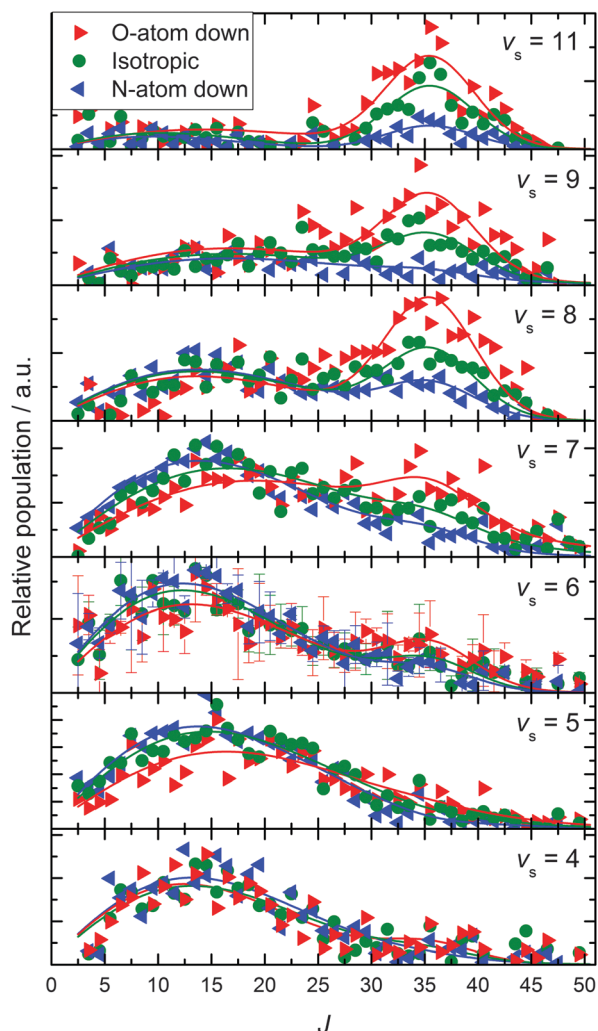 O-atom down
Isotropic
N-atom down
vs = 11
vs = 9
vs = 8
vs = 7
vs = 6
vs = 5
vs = 4
Relative population / a.u.
0 5 10 15 20 25 30 35 40 45 50
J